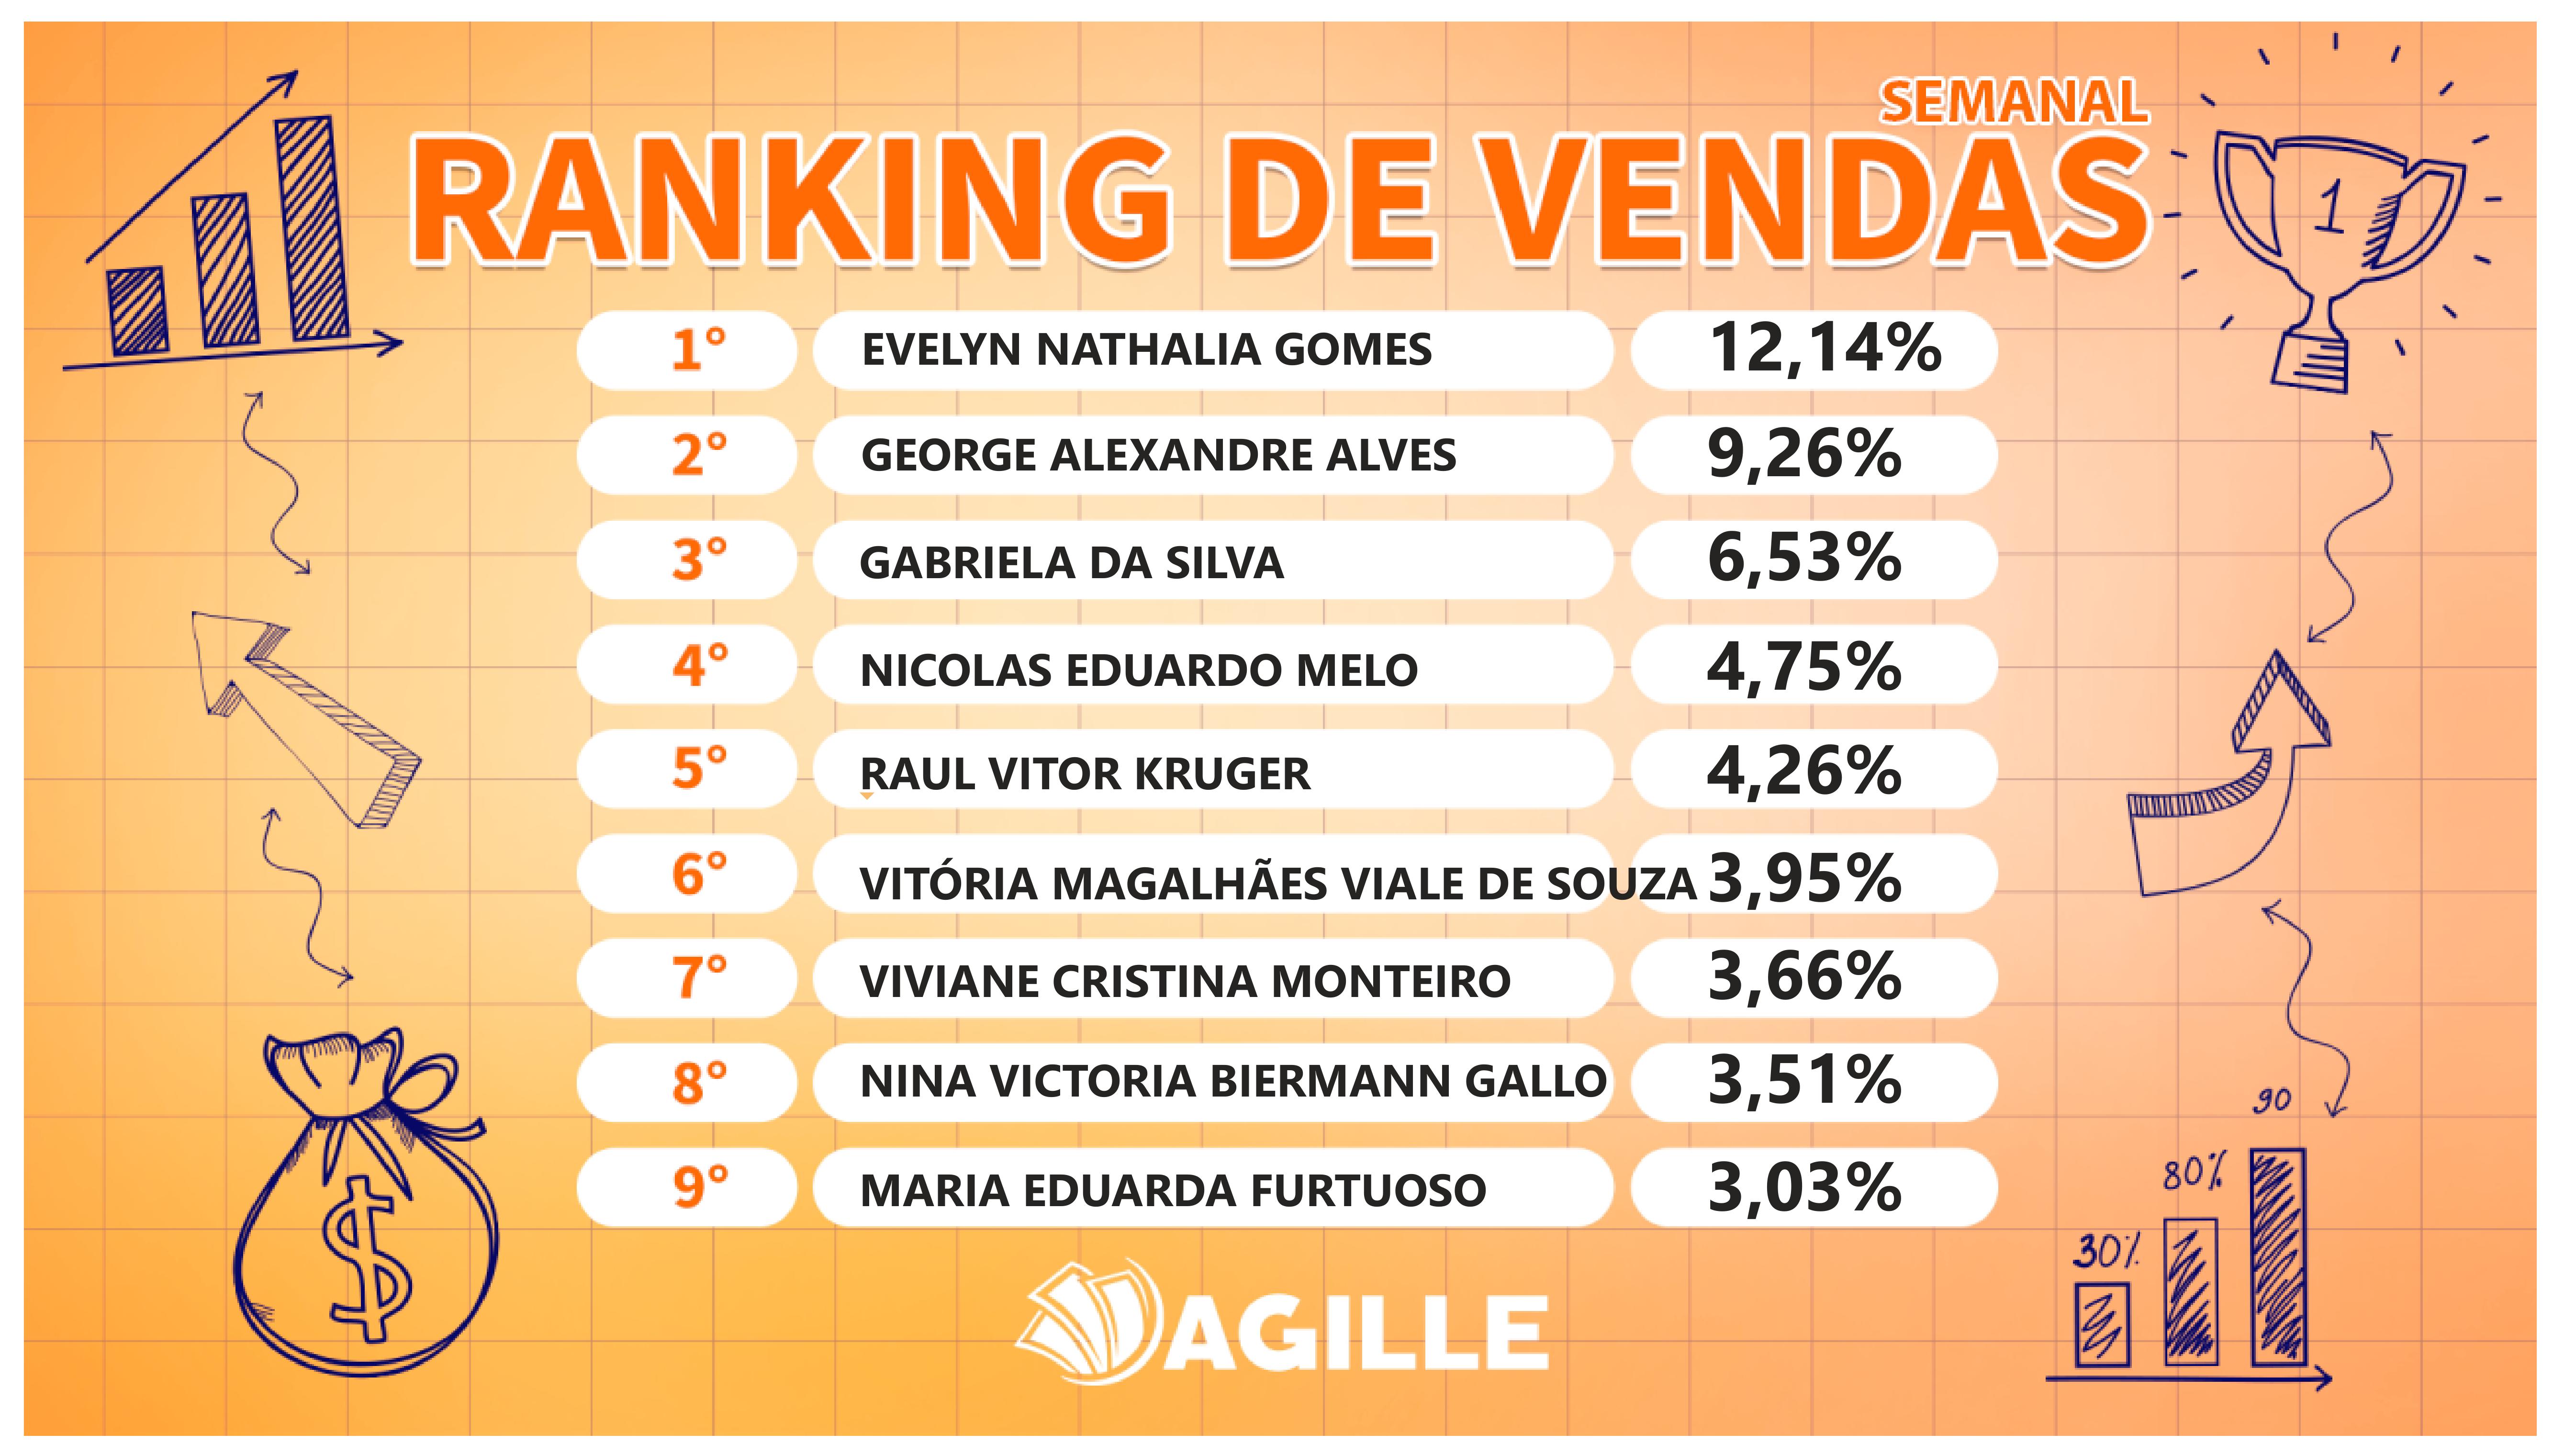 SEMANAL
RANKING DE VENDAS
1
1° EVELYN NATHALIA GOMES 12,14%
2° GEORGE ALEXANDRE ALVES 9,26%
3° GABRIELA DA SILVA 6,53%
4° NICOLAS EDUARDO MELO 4,75%
5° RAUL VITOR KRUGER 4,26%
6° VITÓRIA MAGALHÃES VIALE DE SOUZA 3,95%
7° VIVIANE CRISTINA MONTEIRO 3,66%
8° NINA VICTORIA BIERMANN GALLO 3,51%
9° MARIA EDUARDA FURTUOSO 3,03%
$
90
80%
30%
AGILLE